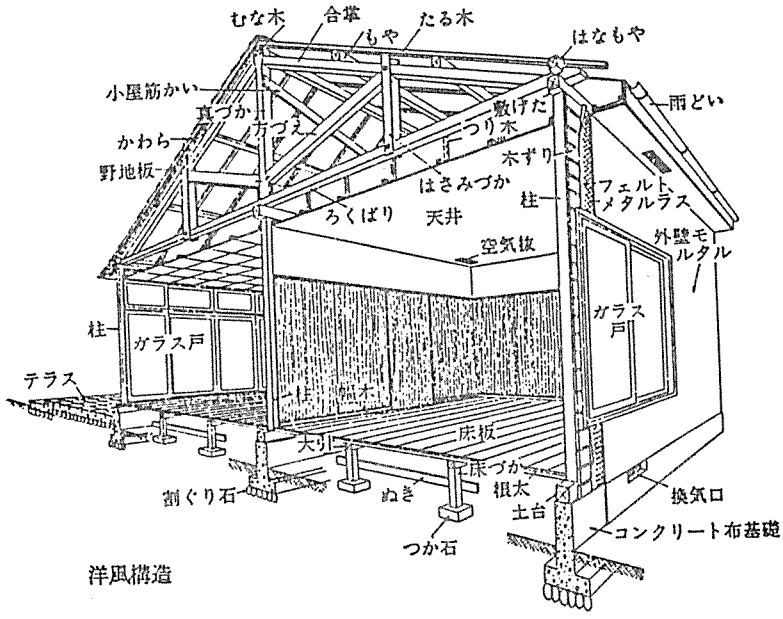 むな木
合掌
もや
たる木
はなもや
小屋筋かい
真づか
方づえ
敷げた
つり木
雨どい
かわら
野地板
木ずり
はさみづか
フェルト、
メタルラス
柱
ろくばり
天井
空気抜
外壁モ
ルタル
ガラス
戸
柱
ガラス戸
テラス
柱
幅木
大引
床板
床づか
根太
割ぐり石
ぬき
土台
換気口
つか石
コンクリート布基礎
洋風構造